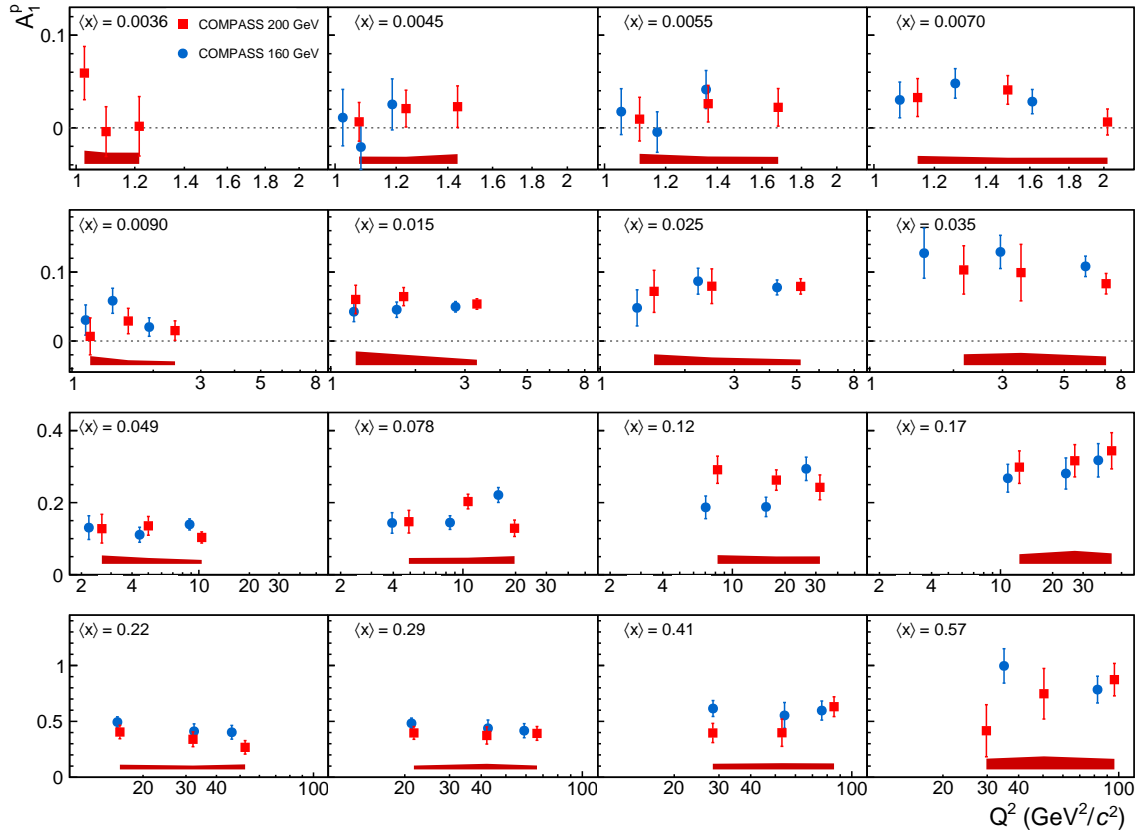 A₁ᵖ
⟨x⟩ = 0.0036 ⟨x⟩ = 0.0045 ⟨x⟩ = 0.0055 ⟨x⟩ = 0.0070
COMPASS 200 GeV
COMPASS 160 GeV
0.1
0
1 1.2 1.4 1.6 1.8 2 1 1.2 1.4 1.6 1.8 2 1 1.2 1.4 1.6 1.8 2 1 1.2 1.4 1.6 1.8 2
⟨x⟩ = 0.0090 ⟨x⟩ = 0.015 ⟨x⟩ = 0.025 ⟨x⟩ = 0.035
0.1
0
1 2 3 5 8 1 2 3 5 8 1 2 3 5 8 1 3 5 8
⟨x⟩ = 0.049 ⟨x⟩ = 0.078 ⟨x⟩ = 0.12 ⟨x⟩ = 0.17
0.4
0.2
0
2 4 10 20 30 2 4 10 20 30 2 4 10 20 30 2 4 10 20 30
⟨x⟩ = 0.22 ⟨x⟩ = 0.29 ⟨x⟩ = 0.41 ⟨x⟩ = 0.57
1
0.5
0
20 30 40 100 20 30 40 100 20 30 40 100 20 30 40 100
Q² (GeV²/c²)